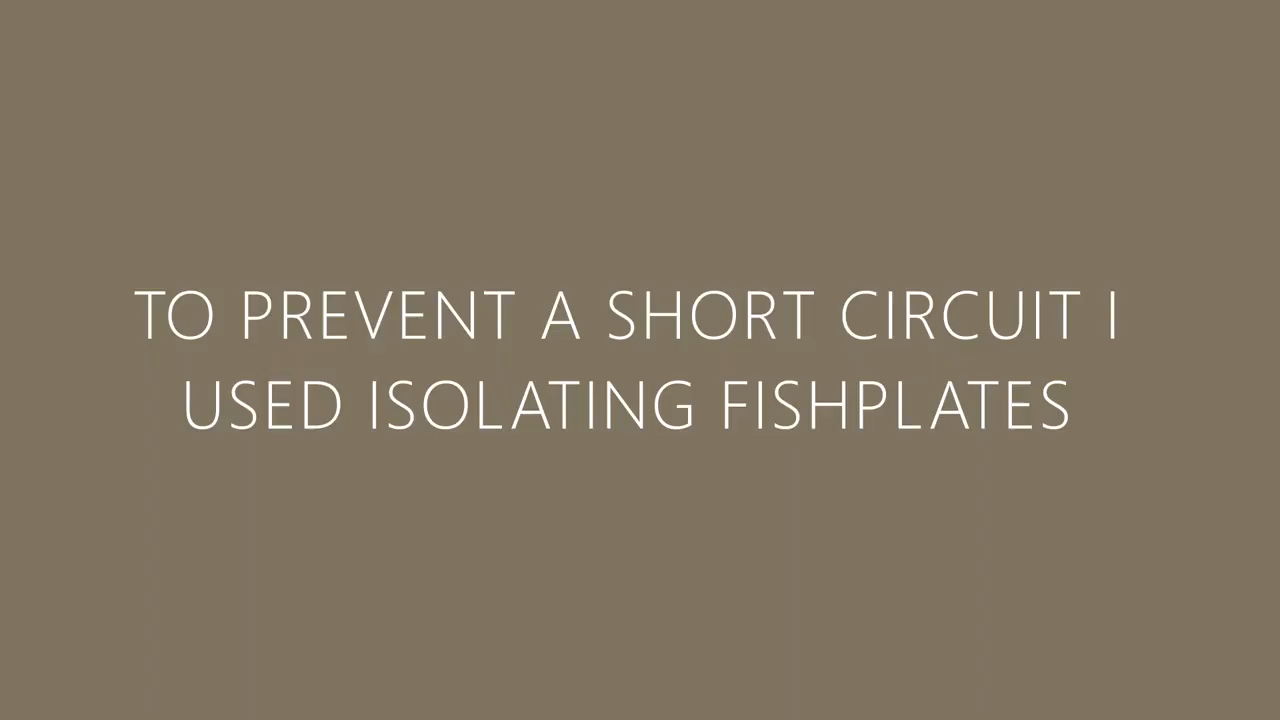 TO PREVENT A SHORT CIRCUIT I
USED ISOLATING FISHPLATES